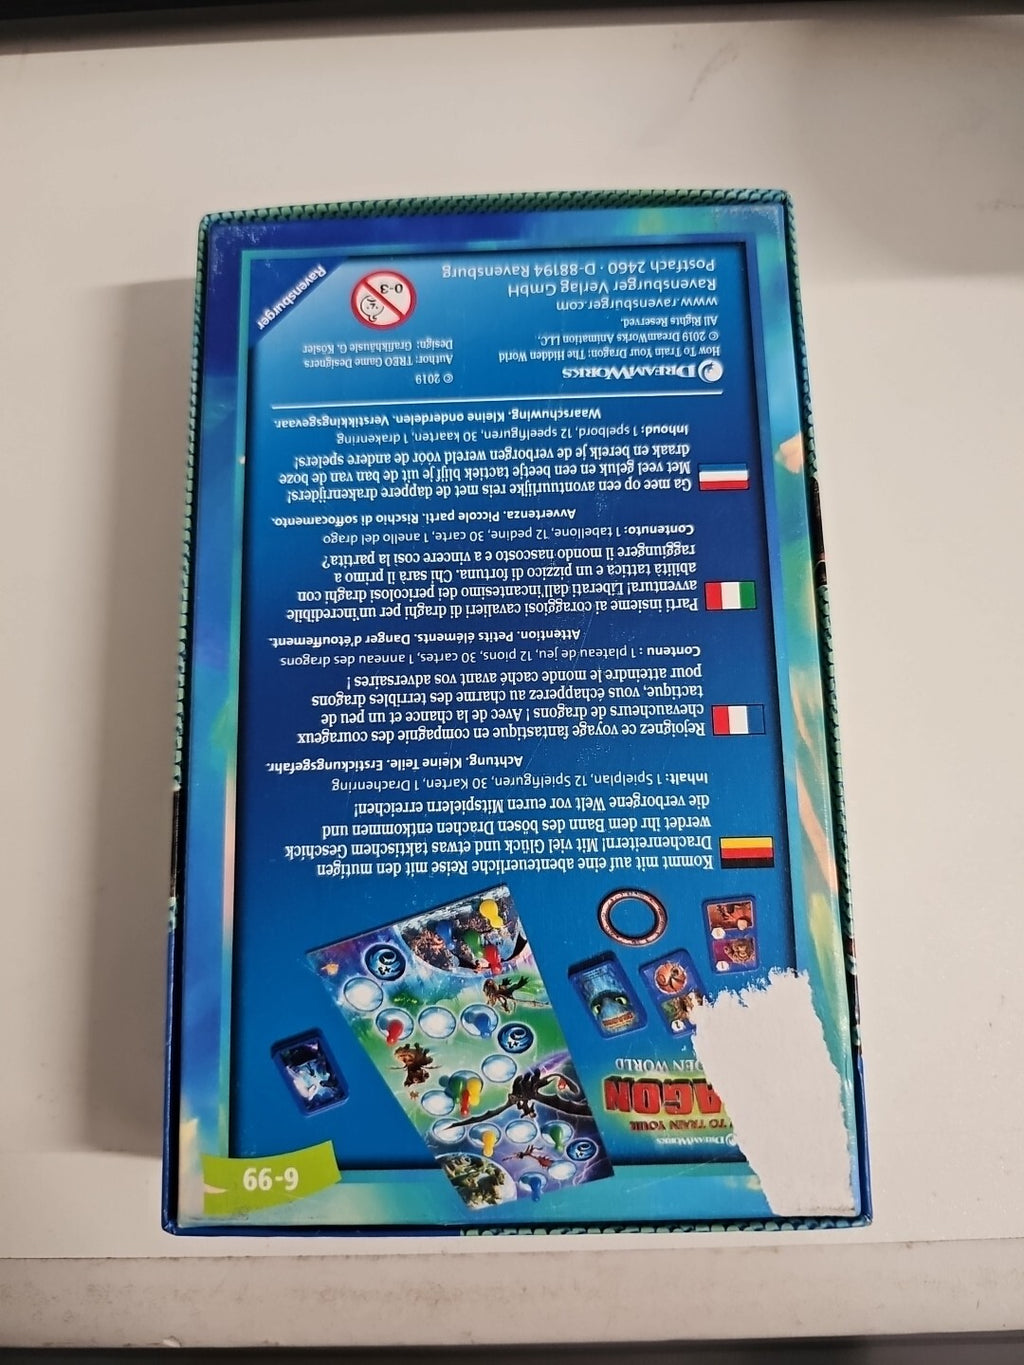 6-99
DREAMWORKS
TO TRAIN YOUR
AGON
DEN WORLD
Kommt mit auf eine abenteuerliche Reise mit den mutigen
Drachenreitern! Mit viel Glück und etwas taktischem Geschick
werdet ihr dem Bann des bösen Drachen entkommen und
die verborgene Welt vor euren Mitspielern erreichen!
Inhalt: 1 Spielplan, 12 Spielfiguren, 30 Karten, 1 Drachenring
Achtung. Kleine Teile. Erstickungsgefahr.
Rejoignez ce voyage fantastique en compagnie des courageux
chevaucheurs de dragons ! Avec de la chance et un peu de
tactique, vous échapperez au charme des terribles dragons
pour atteindre le monde caché avant vos adversaires !
Contenu : 1 plateau de jeu, 12 pions, 30 cartes, 1 anneau des dragons
Attention. Petits éléments. Danger d'étouffement.
Parti insieme ai coraggiosi cavalieri di draghi per un'incredibile
avventura! Liberati dall'incantesimo dei pericolosi draghi con
abilità tattica e un pizzico di fortuna. Chi sarà il primo a
raggiungere il mondo nascosto e a vincere così la partita?
Contenuto: 1 tabellone, 12 pedine, 30 carte, 1 anello del drago
Avvertenza. Piccole parti. Rischio di soffocamento.
Ga mee op een avontuurlijke reis met de dappere drakenrijders!
Met veel geluk en een beetje tactiek blijf je uit de ban van de boze
draak en bereik je de verborgen wereld vóór de andere spelers!
Inhoud: 1 spelbord, 12 speelfiguren, 30 kaarten, 1 drakenring
Waarschuwing. Kleine onderdelen. Verstikkingsgevaar.
DREAMWORKS
How To Train Your Dragon: The Hidden World
© 2019 DreamWorks Animation LLC.
All Rights Reserved.
www.ravensburger.com
Ravensburger Verlag GmbH
Postfach 2460 · D-88194 Ravensburg
© 2019
Author: TREO Game Designers
Design: Grafikhäusle G. Kösler
0-3
Ravensburger